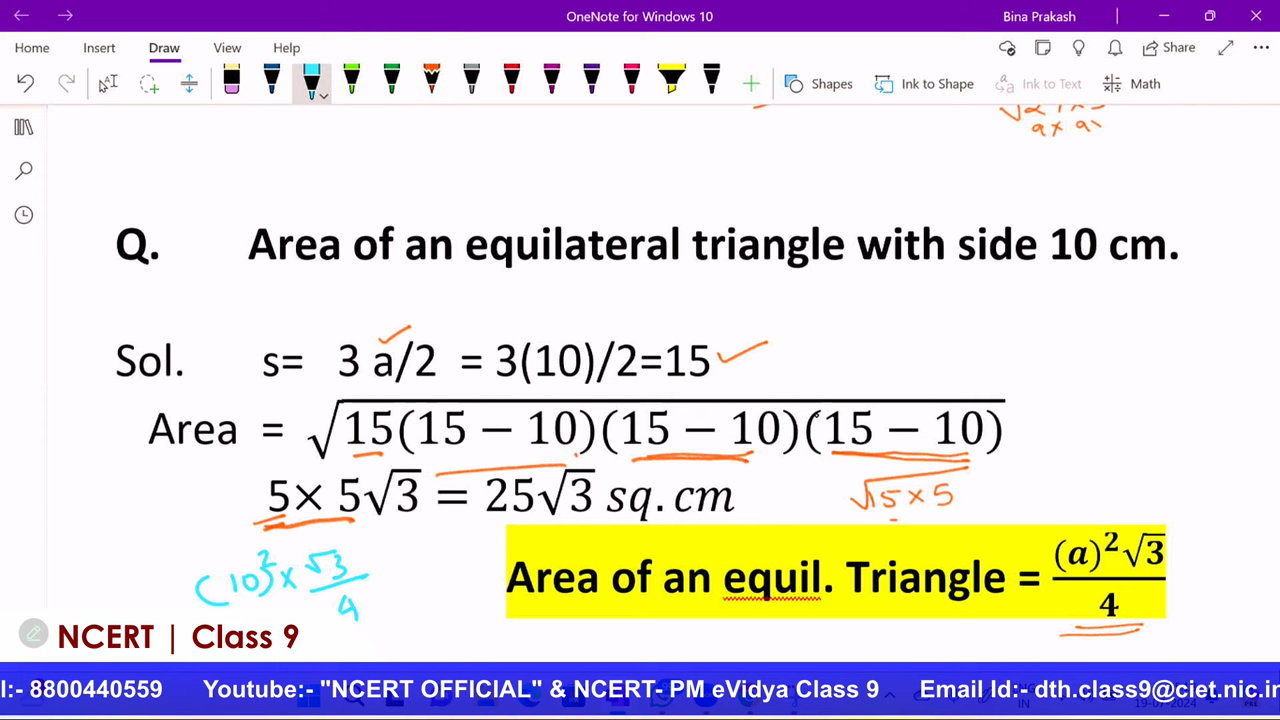 OneNote for Windows 10
Bina Prakash
Home Insert Draw View Help
Share
Shapes Ink to Shape Ink to Text Math
a x a
Q. Area of an equilateral triangle with side 10 cm.
Sol. s= 3 a/2 = 3(10)/2=15
Area = √15(15 − 10)(15 − 10)(15 − 10)
5× 5√3 = 25√3 sq.cm
√5×5
(10)² × √3/4
Area of an equil. Triangle = (a)²√3/4
NCERT | Class 9
l:- 8800440559 Youtube:- "NCERT OFFICIAL" & NCERT- PM eVidya Class 9 Email Id:- dth.class9@ciet.nic.in
IN
19-07-2024